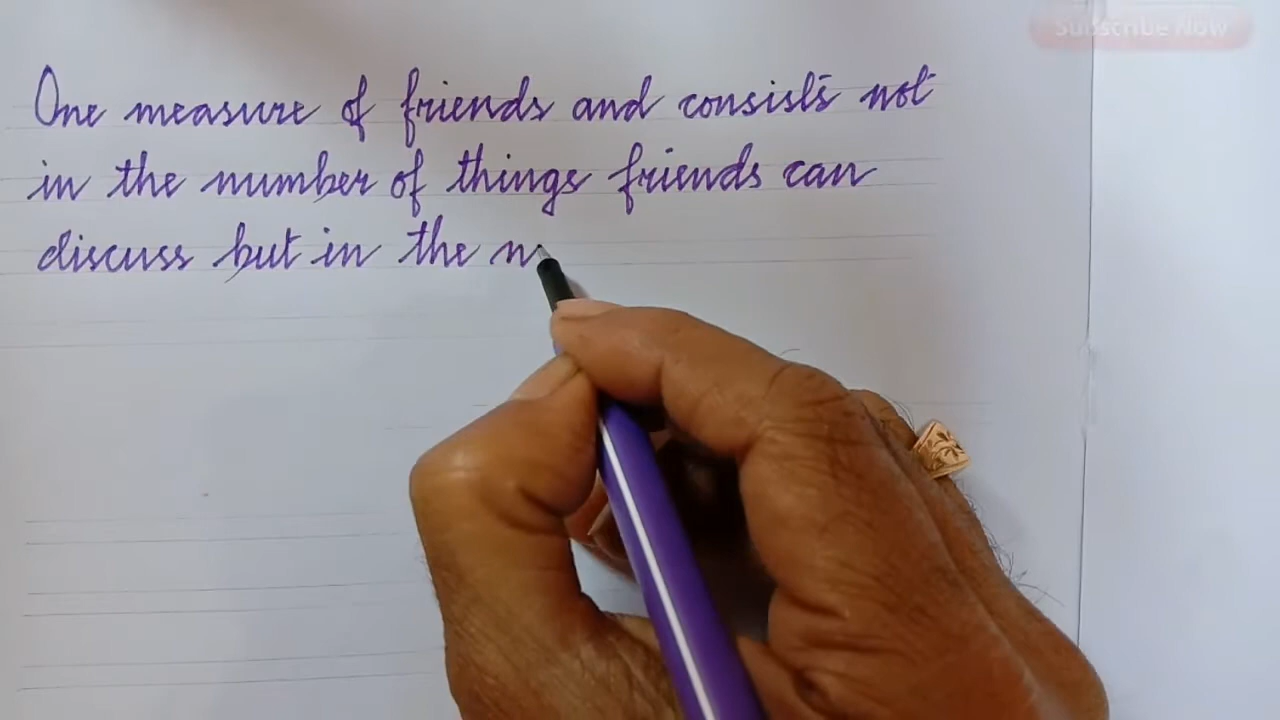 Subscribe Now
One measure of friends and consists not
in the number of things friends can
discuss but in the n